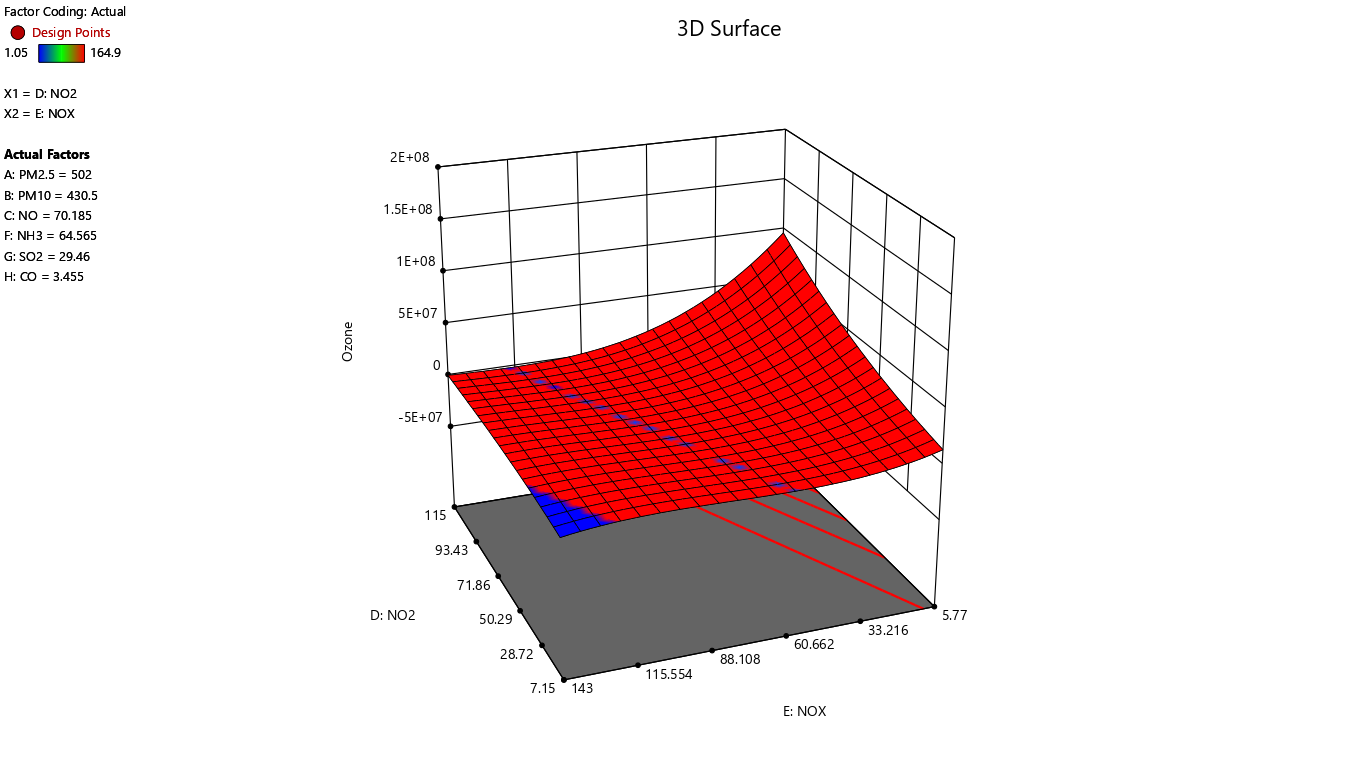 Factor Coding: Actual
Design Points
1.05 164.9
X1 = D: NO2
X2 = E: NOX
Actual Factors
A: PM2.5 = 502
B: PM10 = 430.5
C: NO = 70.185
F: NH3 = 64.565
G: SO2 = 29.46
H: CO = 3.455
3D Surface
2E+08
1.5E+08
1E+08
5E+07
0
-5E+07
Ozone
115
93.43
71.86
50.29
28.72
7.15
D: NO2
143
115.554
88.108
60.662
33.216
5.77
E: NOX